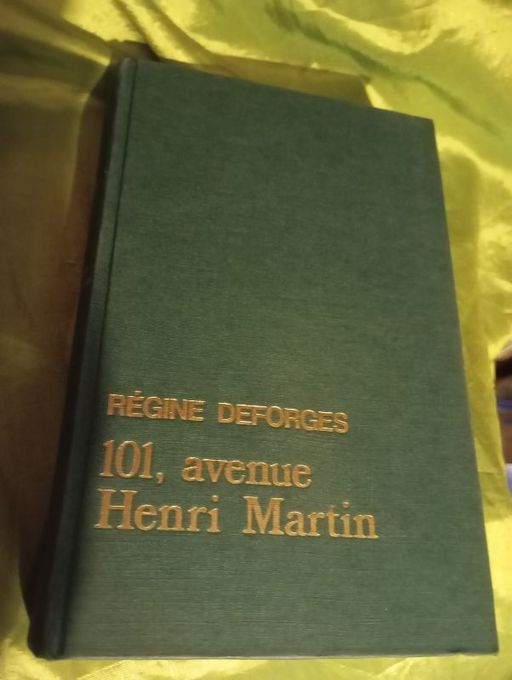 RÉGINE DEFORGES
101, avenue
Henri Martin